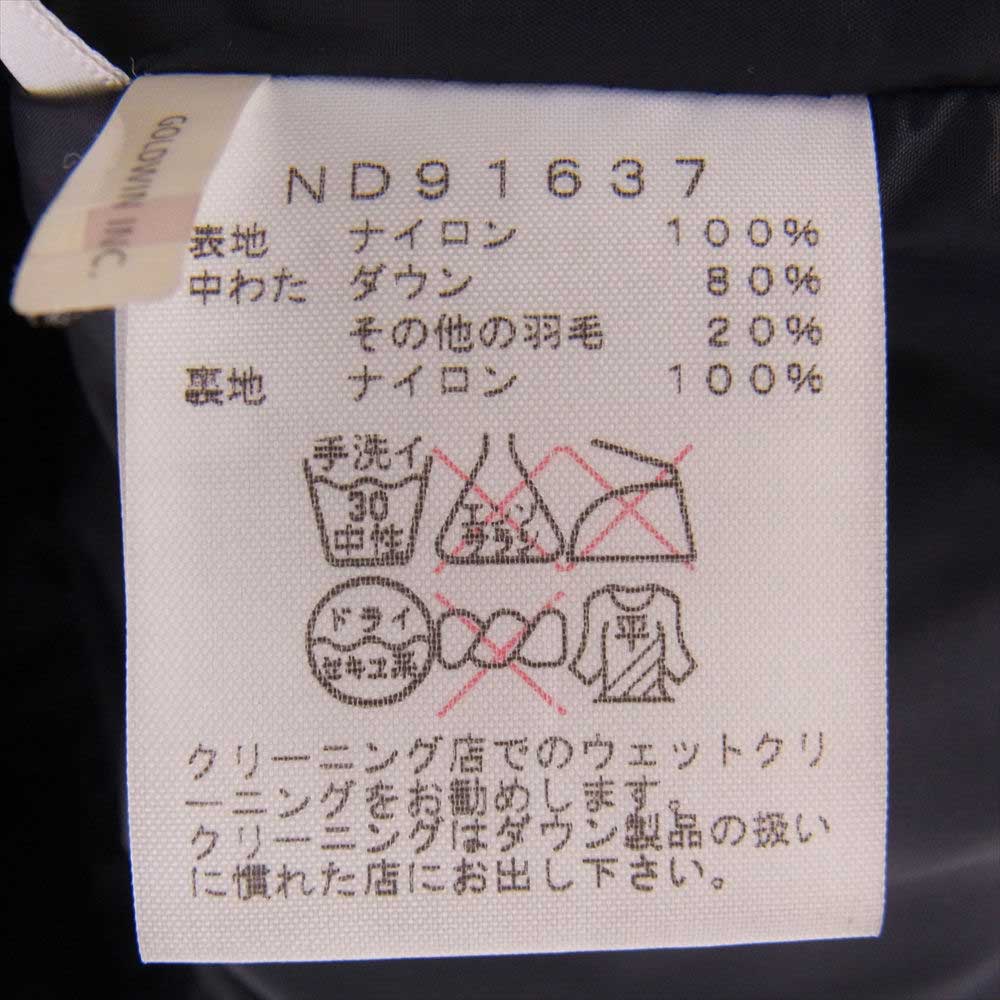 GOLDWIN INC.
ND91637
表地 ナイロン 100%
中わた ダウン 80%
その他の羽毛 20%
裏地 ナイロン 100%
手洗イ
30
中性
エンソ
サラシ
ドライ
セキユ系
平
クリーニング店でのウェットクリ
ーニングをお勧めします。
クリーニングはダウン製品の扱い
に慣れた店にお出し下さい。